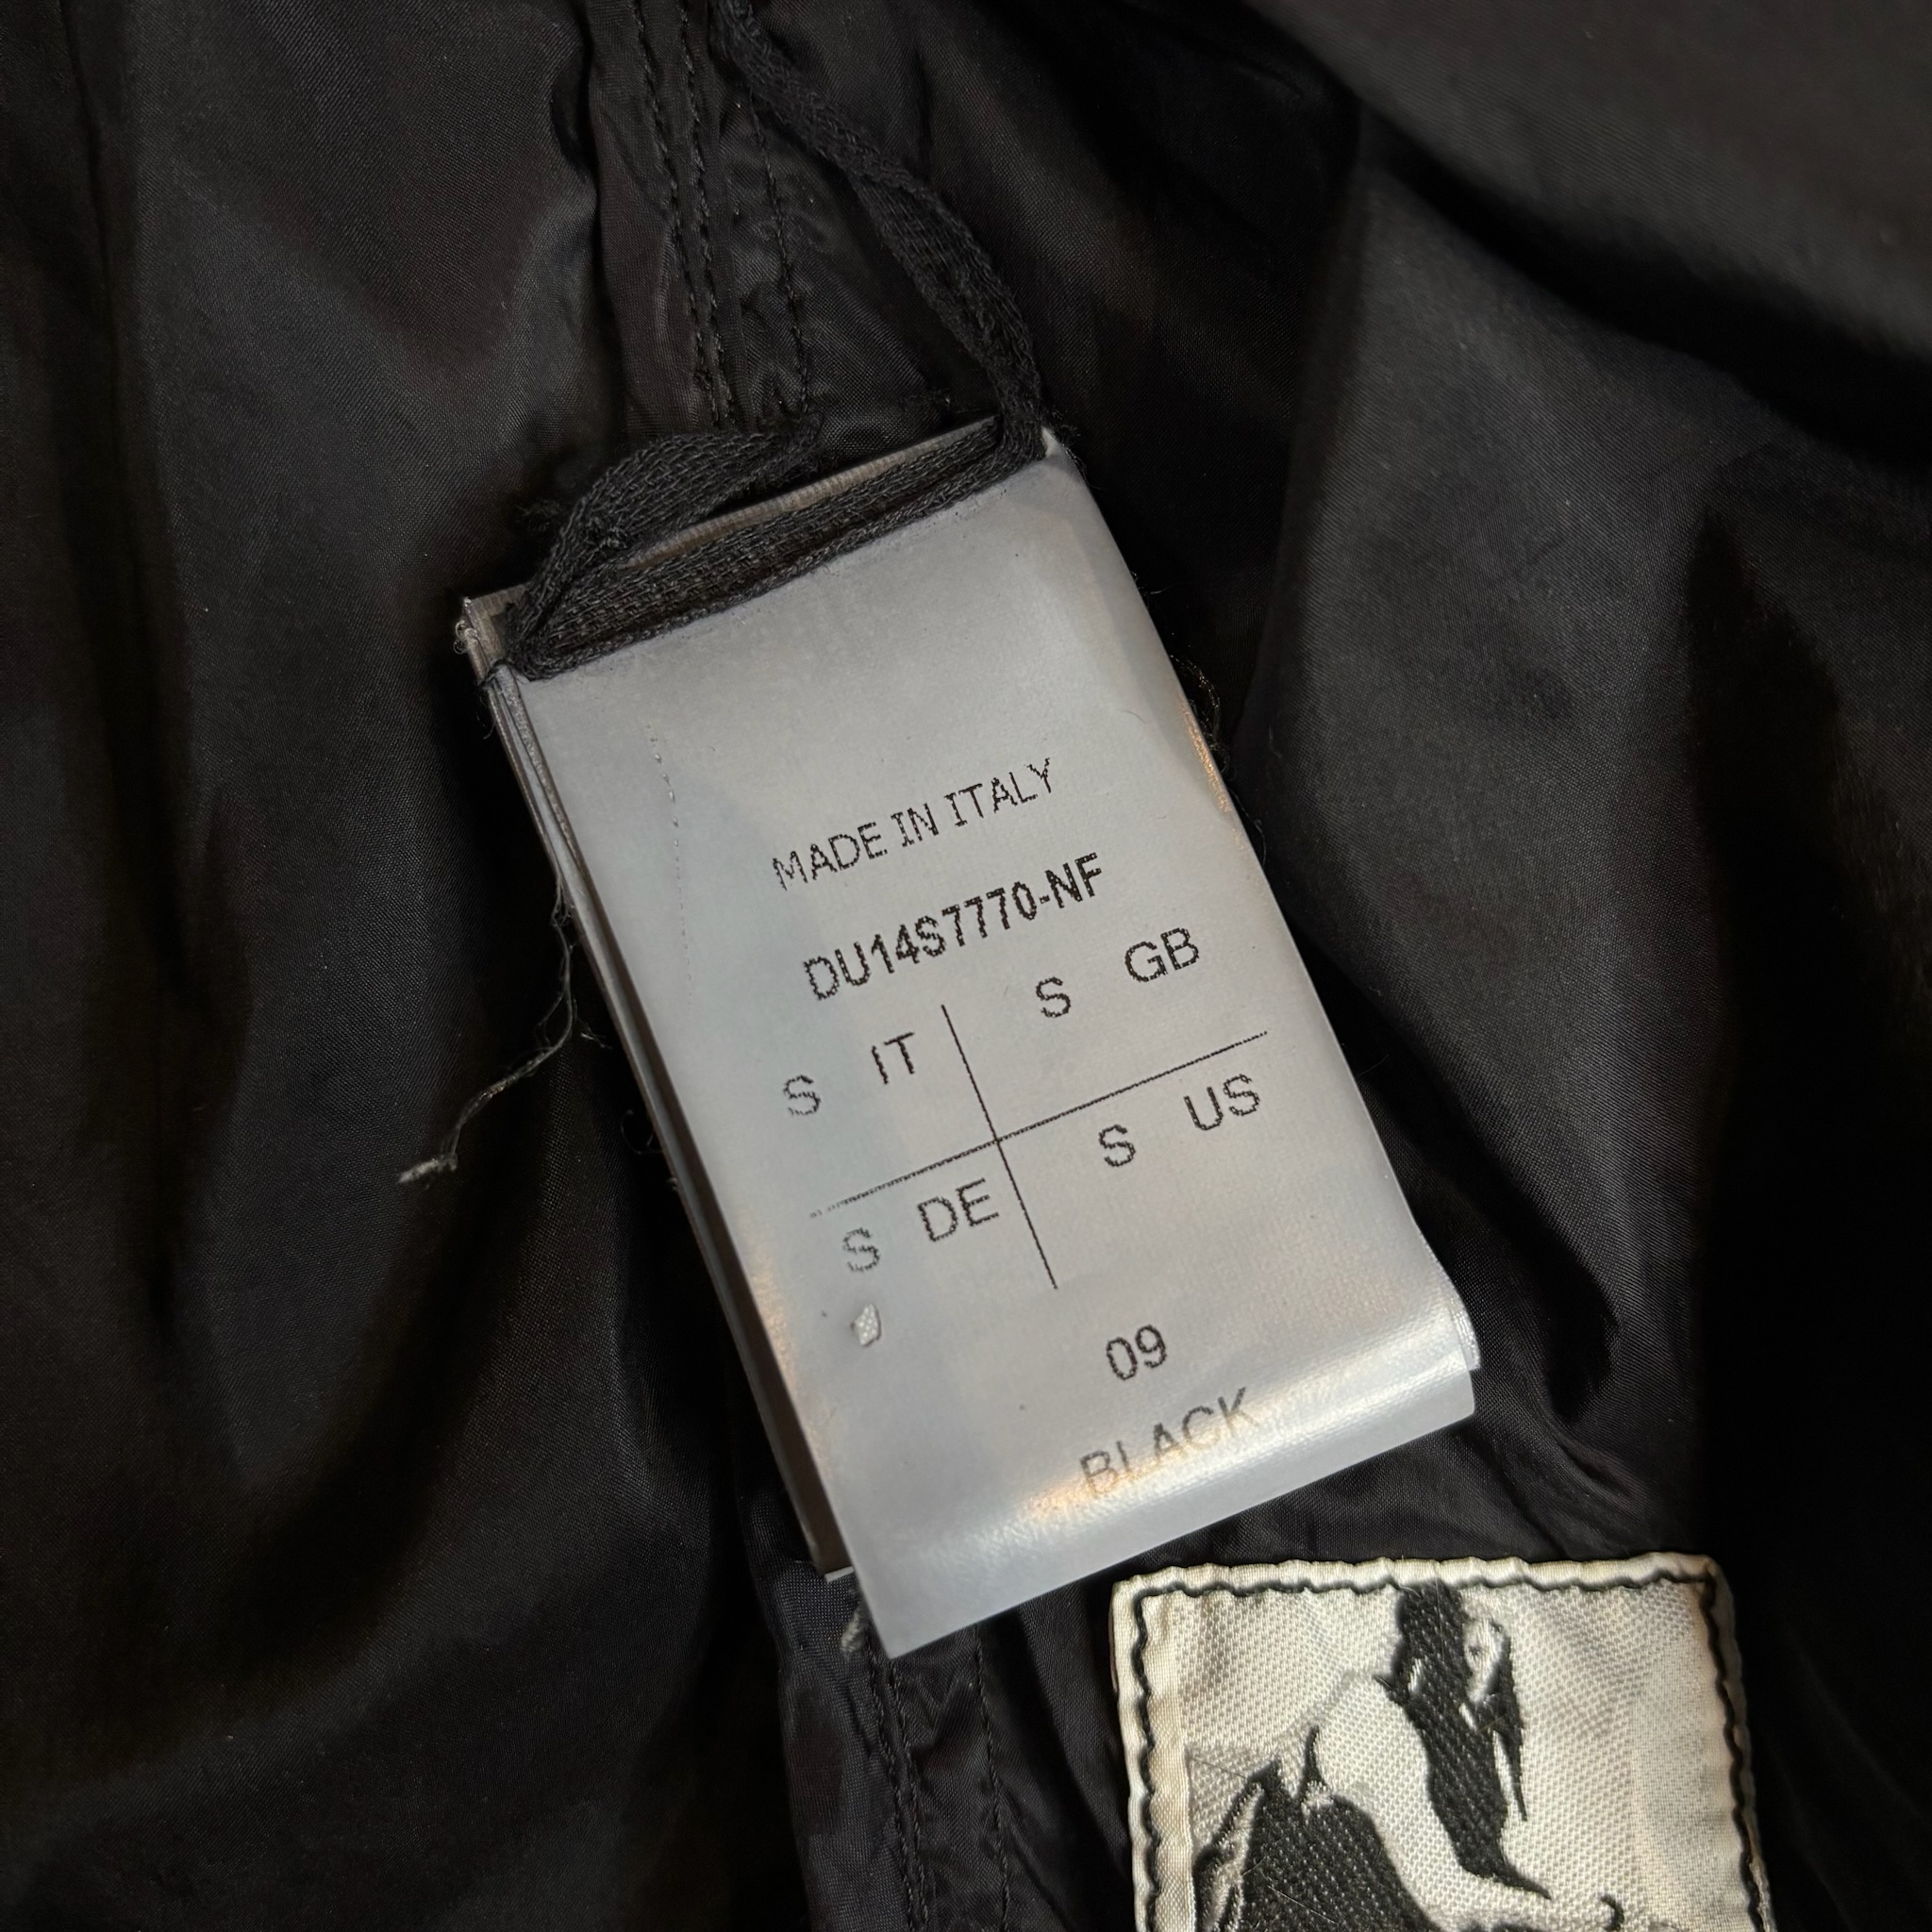 MADE IN ITALY
DU14S7770-NF
S IT S GB
S DE S US
09
BLACK